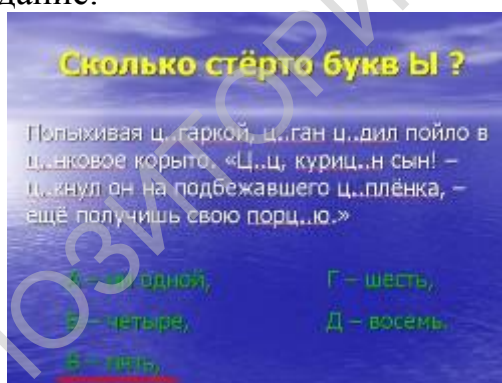 дание:
Сколько стёрто букв Ы ?
Попыхивая ц..гаркой, ц..ган ц..дил пойло в
ц..нковое корыто. «Ц..ц, куриц..н сын! –
ц..кнул он на подбежавшего ц..плёнка, –
ещё получишь свою порц..ю.»
А – ни одной,
Г – шесть,
Б – четыре,
Д – восемь.
В – пять,